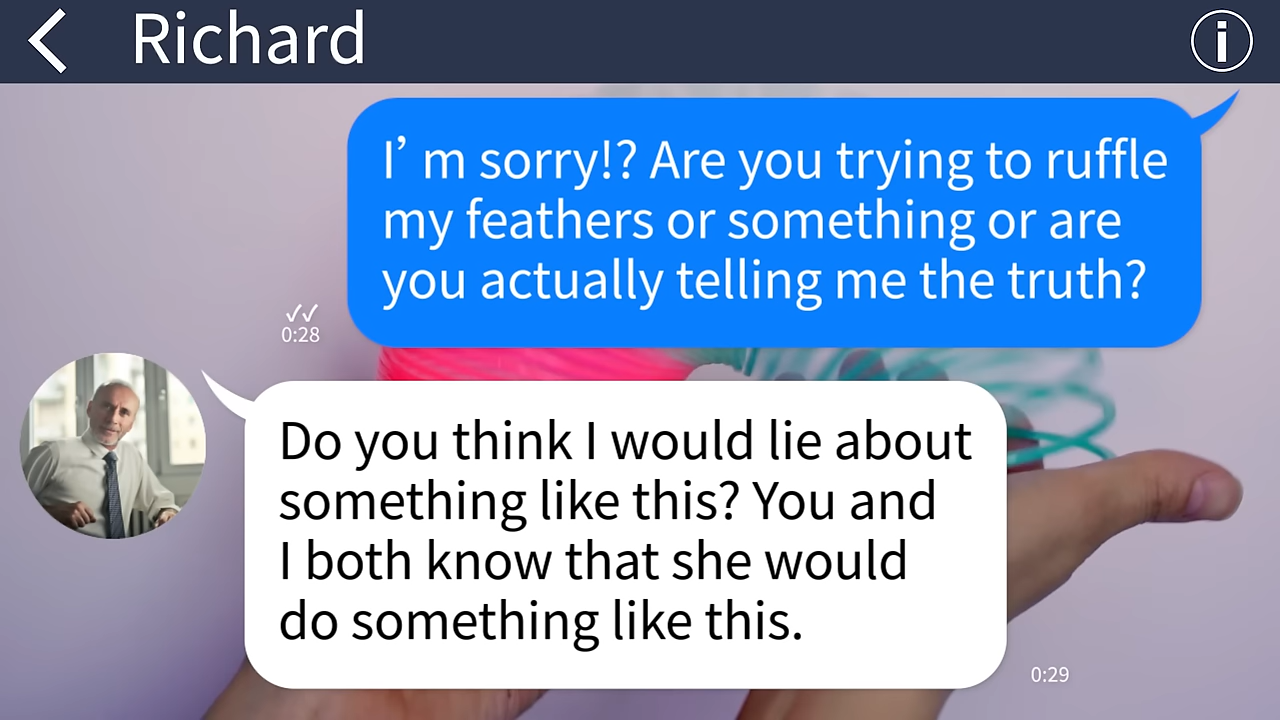 Richard
I’ m sorry!? Are you trying to ruffle
my feathers or something or are
you actually telling me the truth?
0:28
Do you think I would lie about
something like this? You and
I both know that she would
do something like this.
0:29